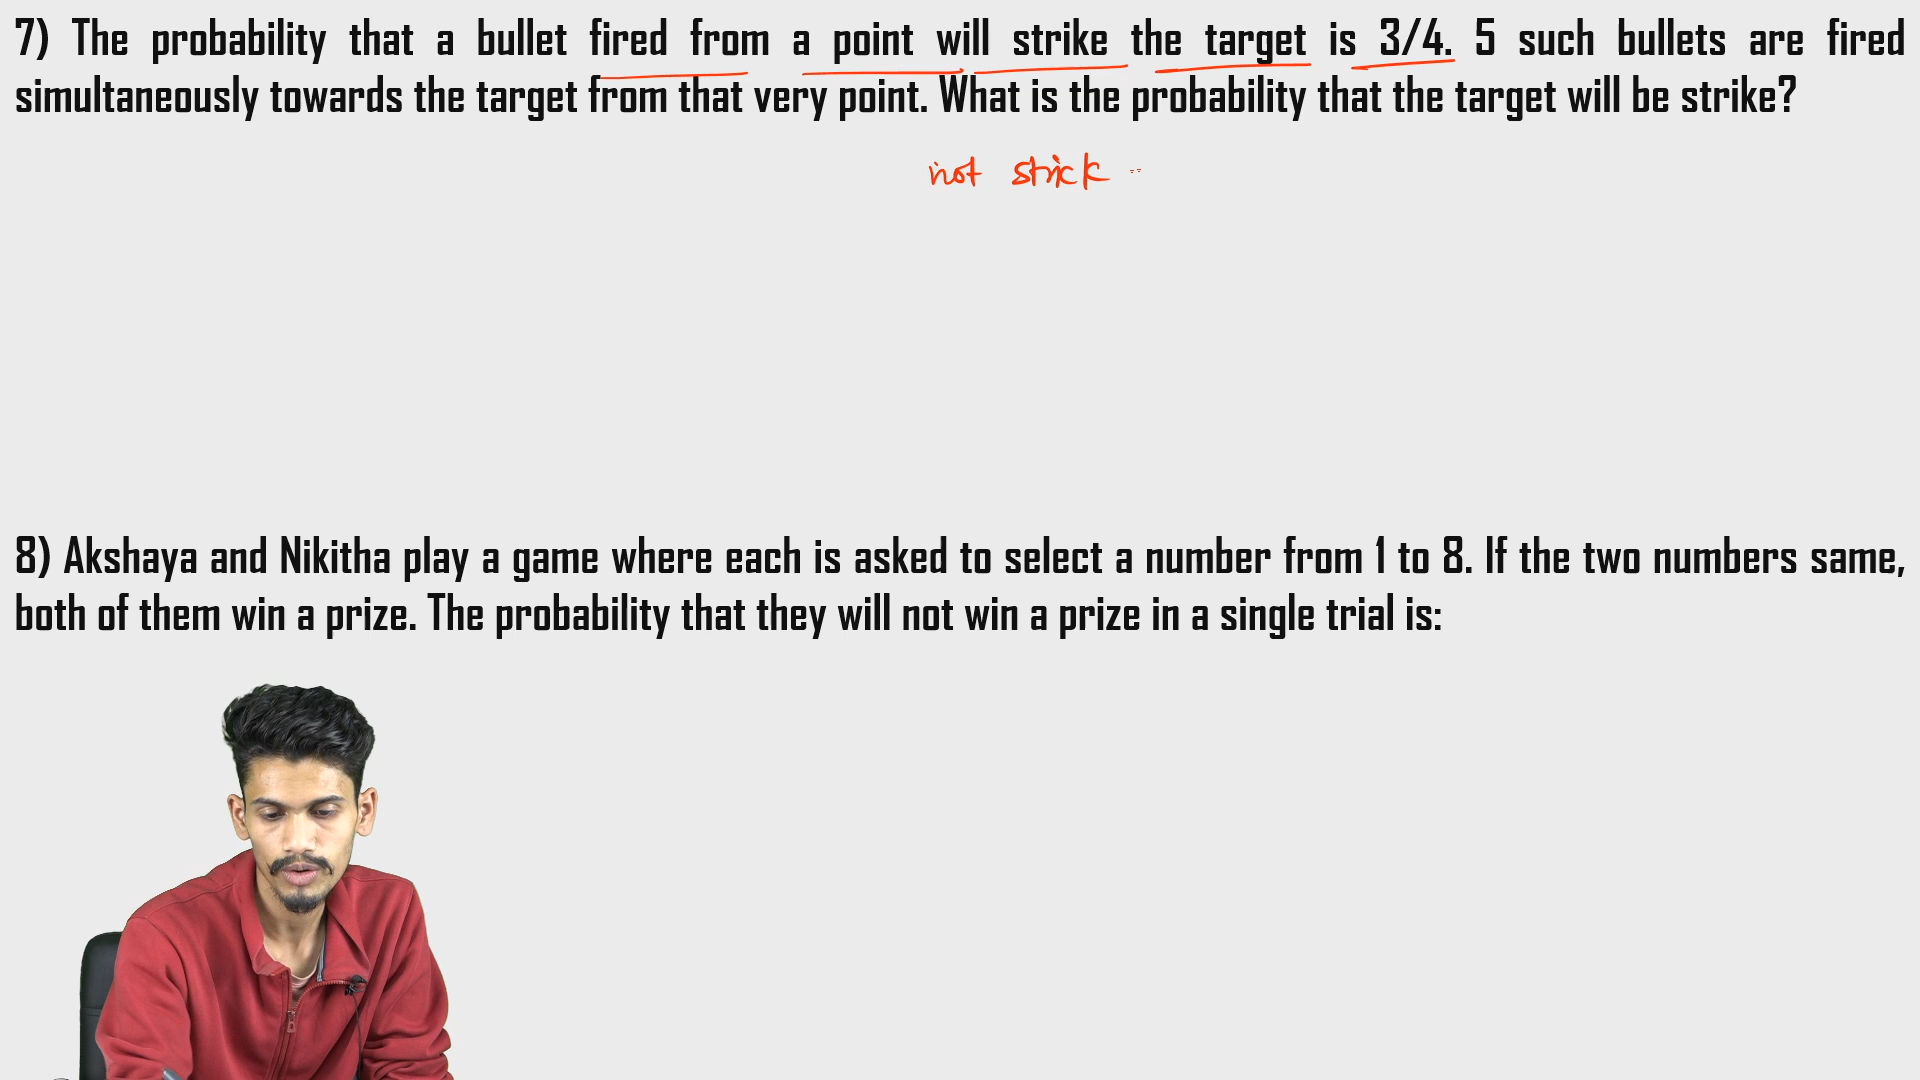 7) The probability that a bullet fired from a point will strike the target is 3/4. 5 such bullets are fired
simultaneously towards the target from that very point. What is the probability that the target will be strike?
not strick
8) Akshaya and Nikitha play a game where each is asked to select a number from 1 to 8. If the two numbers same,
both of them win a prize. The probability that they will not win a prize in a single trial is: